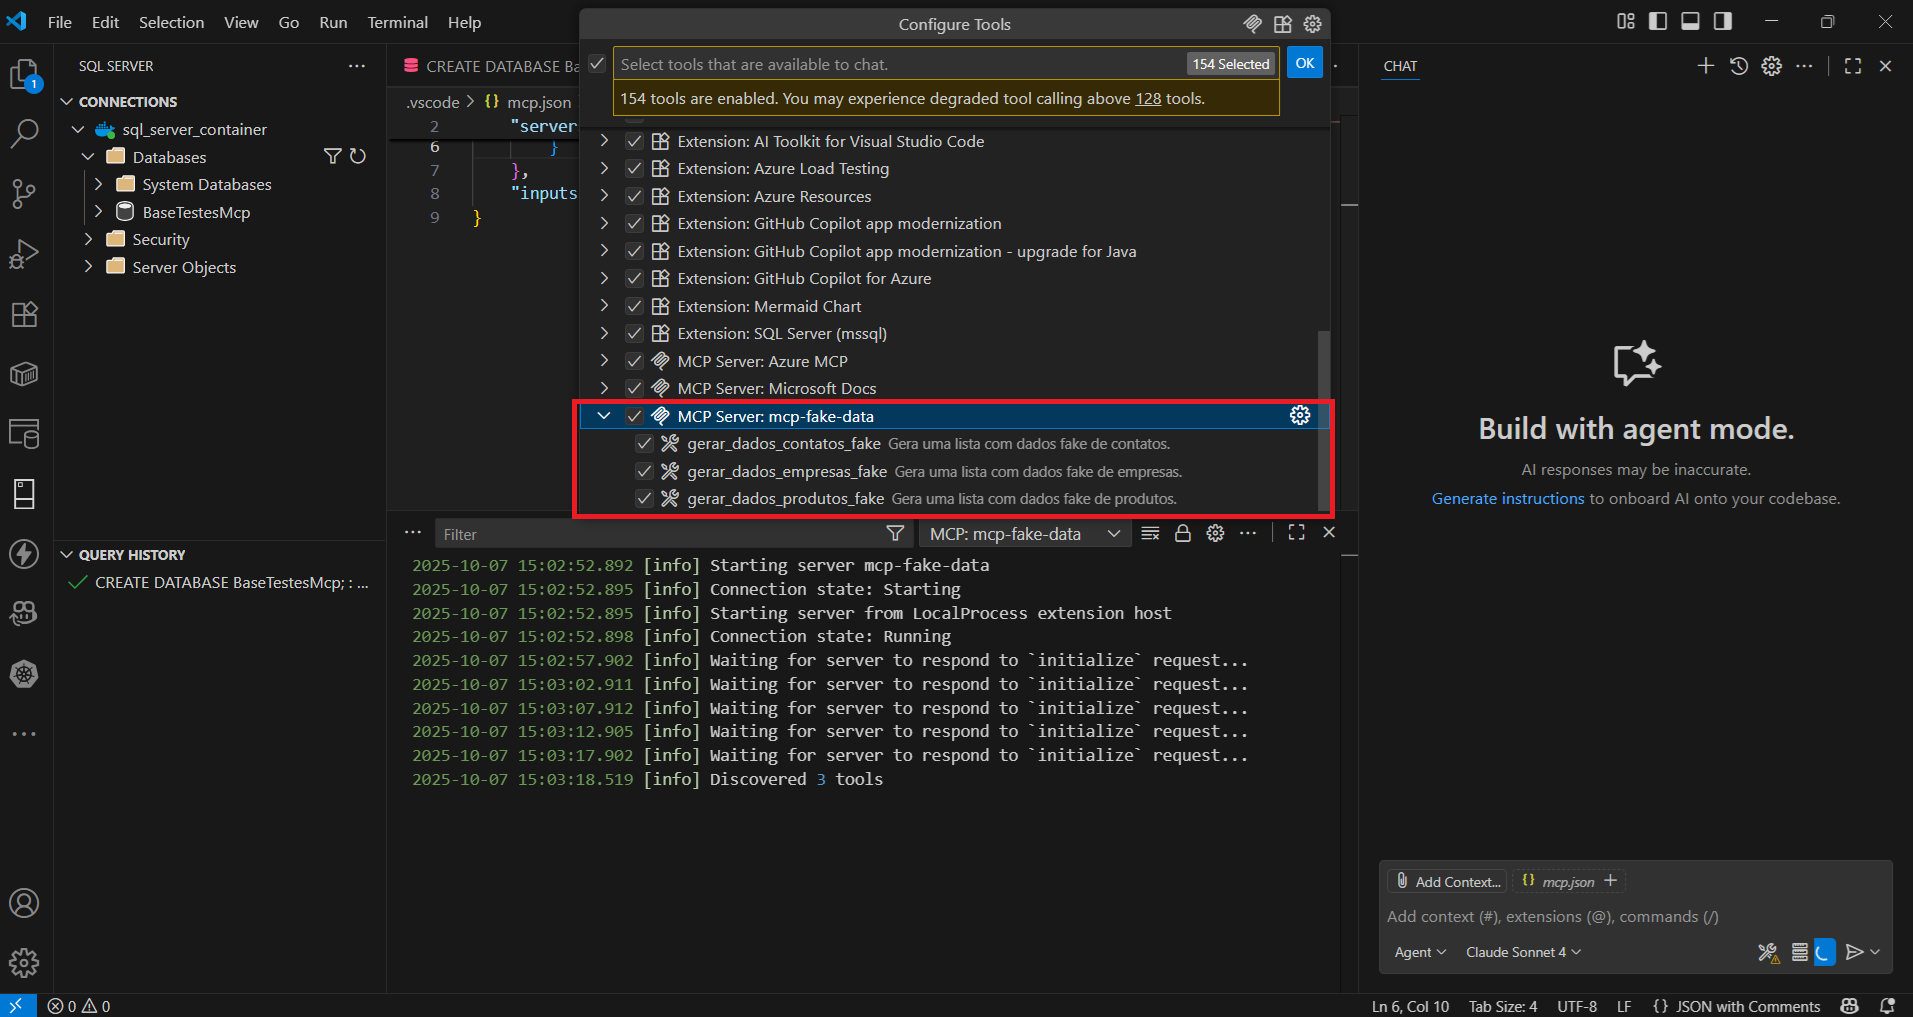 File Edit Selection View Go Run Terminal Help
Configure Tools
SQL SERVER
CONNECTIONS
sql_server_container
Databases
System Databases
BaseTestesMcp
Security
Server Objects
QUERY HISTORY
CREATE DATABASE BaseTestesMcp; : ...
CREATE DATABASE Ba
.vscode > {} mcp.json
2 "server
6 }
7 },
8 "inputs
9 }
Select tools that are available to chat.
154 Selected
OK
154 tools are enabled. You may experience degraded tool calling above 128 tools.
Extension: AI Toolkit for Visual Studio Code
Extension: Azure Load Testing
Extension: Azure Resources
Extension: GitHub Copilot app modernization
Extension: GitHub Copilot app modernization - upgrade for Java
Extension: GitHub Copilot for Azure
Extension: Mermaid Chart
Extension: SQL Server (mssql)
MCP Server: Azure MCP
MCP Server: Microsoft Docs
MCP Server: mcp-fake-data
gerar_dados_contatos_fake Gera uma lista com dados fake de contatos.
gerar_dados_empresas_fake Gera uma lista com dados fake de empresas.
gerar_dados_produtos_fake Gera uma lista com dados fake de produtos.
Filter
MCP: mcp-fake-data
2025-10-07 15:02:52.892 [info] Starting server mcp-fake-data
2025-10-07 15:02:52.895 [info] Connection state: Starting
2025-10-07 15:02:52.895 [info] Starting server from LocalProcess extension host
2025-10-07 15:02:52.898 [info] Connection state: Running
2025-10-07 15:02:57.902 [info] Waiting for server to respond to `initialize` request...
2025-10-07 15:03:02.911 [info] Waiting for server to respond to `initialize` request...
2025-10-07 15:03:07.912 [info] Waiting for server to respond to `initialize` request...
2025-10-07 15:03:12.905 [info] Waiting for server to respond to `initialize` request...
2025-10-07 15:03:17.902 [info] Waiting for server to respond to `initialize` request...
2025-10-07 15:03:18.519 [info] Discovered 3 tools
CHAT
Build with agent mode.
AI responses may be inaccurate.
Generate instructions to onboard AI onto your codebase.
Add Context...
{} mcp.json +
Add context (#), extensions (@), commands (/)
Agent
Claude Sonnet 4
1
0 0
Ln 6, Col 10 Tab Size: 4 UTF-8 LF {} JSON with Comments